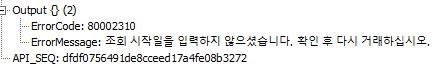 Output {} (2)
ErrorCode: 80002310
ErrorMessage: 조회 시작일을 입력하지 않으셨습니다. 확인 후 다시 거래하십시오.
API_SEQ: dfdf0756491de8cceed17a4fe08b3272